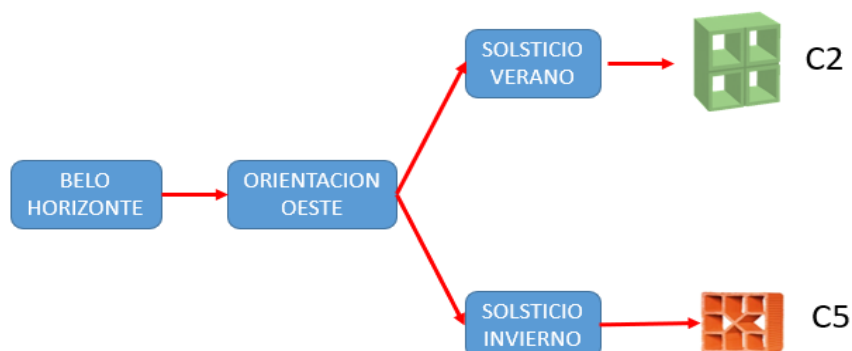 BELO
HORIZONTE
ORIENTACION
OESTE
SOLSTICIO
VERANO
C2
SOLSTICIO
INVIERNO
C5